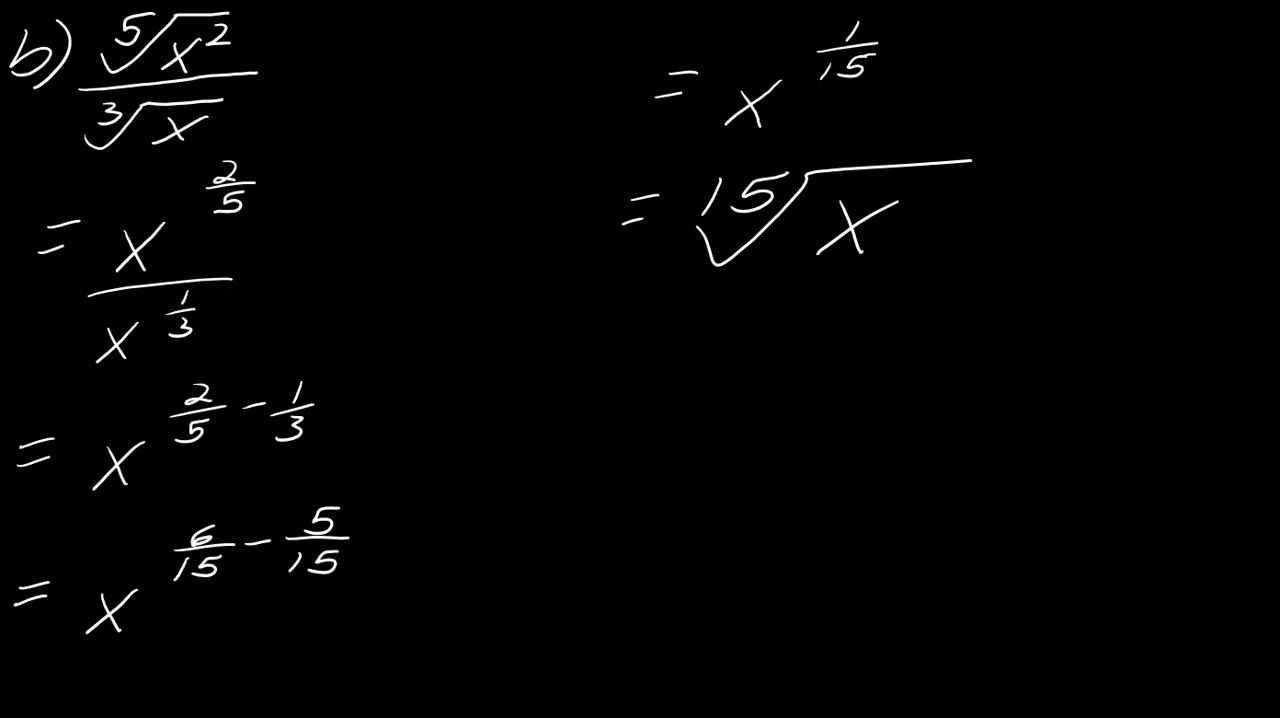 b) ⁵√x² / ³√x
= x^(2/5) / x^(1/3)
= x^(2/5 - 1/3)
= x^(6/15 - 5/15)
= x^(1/15)
= ¹⁵√x